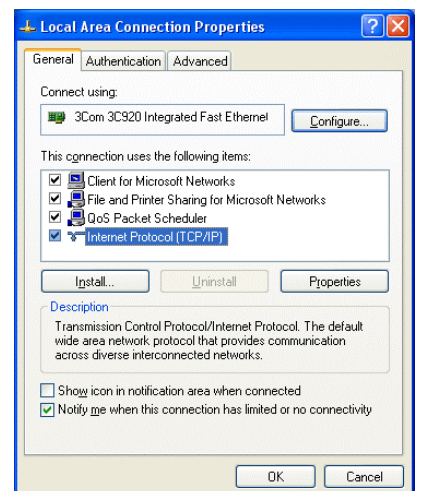 Local Area Connection Properties
General Authentication Advanced
Connect using:
3Com 3C920 Integrated Fast Ethernet
Configure...
This connection uses the following items:
Client for Microsoft Networks
File and Printer Sharing for Microsoft Networks
QoS Packet Scheduler
Internet Protocol (TCP/IP)
Install... Uninstall Properties
Description
Transmission Control Protocol/Internet Protocol. The default
wide area network protocol that provides communication
across diverse interconnected networks.
Show icon in notification area when connected
Notify me when this connection has limited or no connectivity
OK Cancel